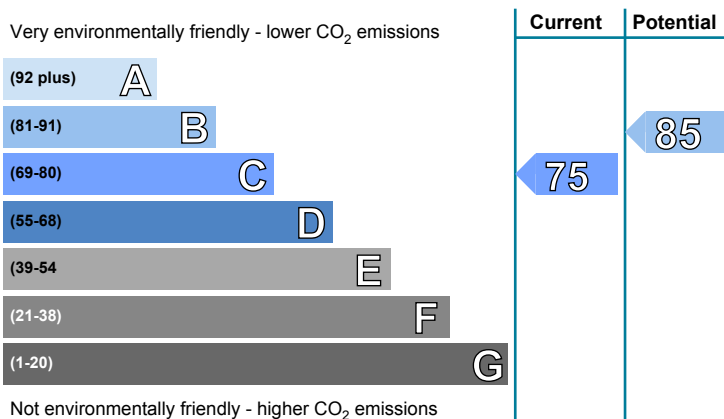 Current Potential
Very environmentally friendly - lower CO2 emissions
(92 plus) A
(81-91) B
85
(69-80) C
75
(55-68) D
(39-54 E
(21-38) F
(1-20) G
Not environmentally friendly - higher CO2 emissions